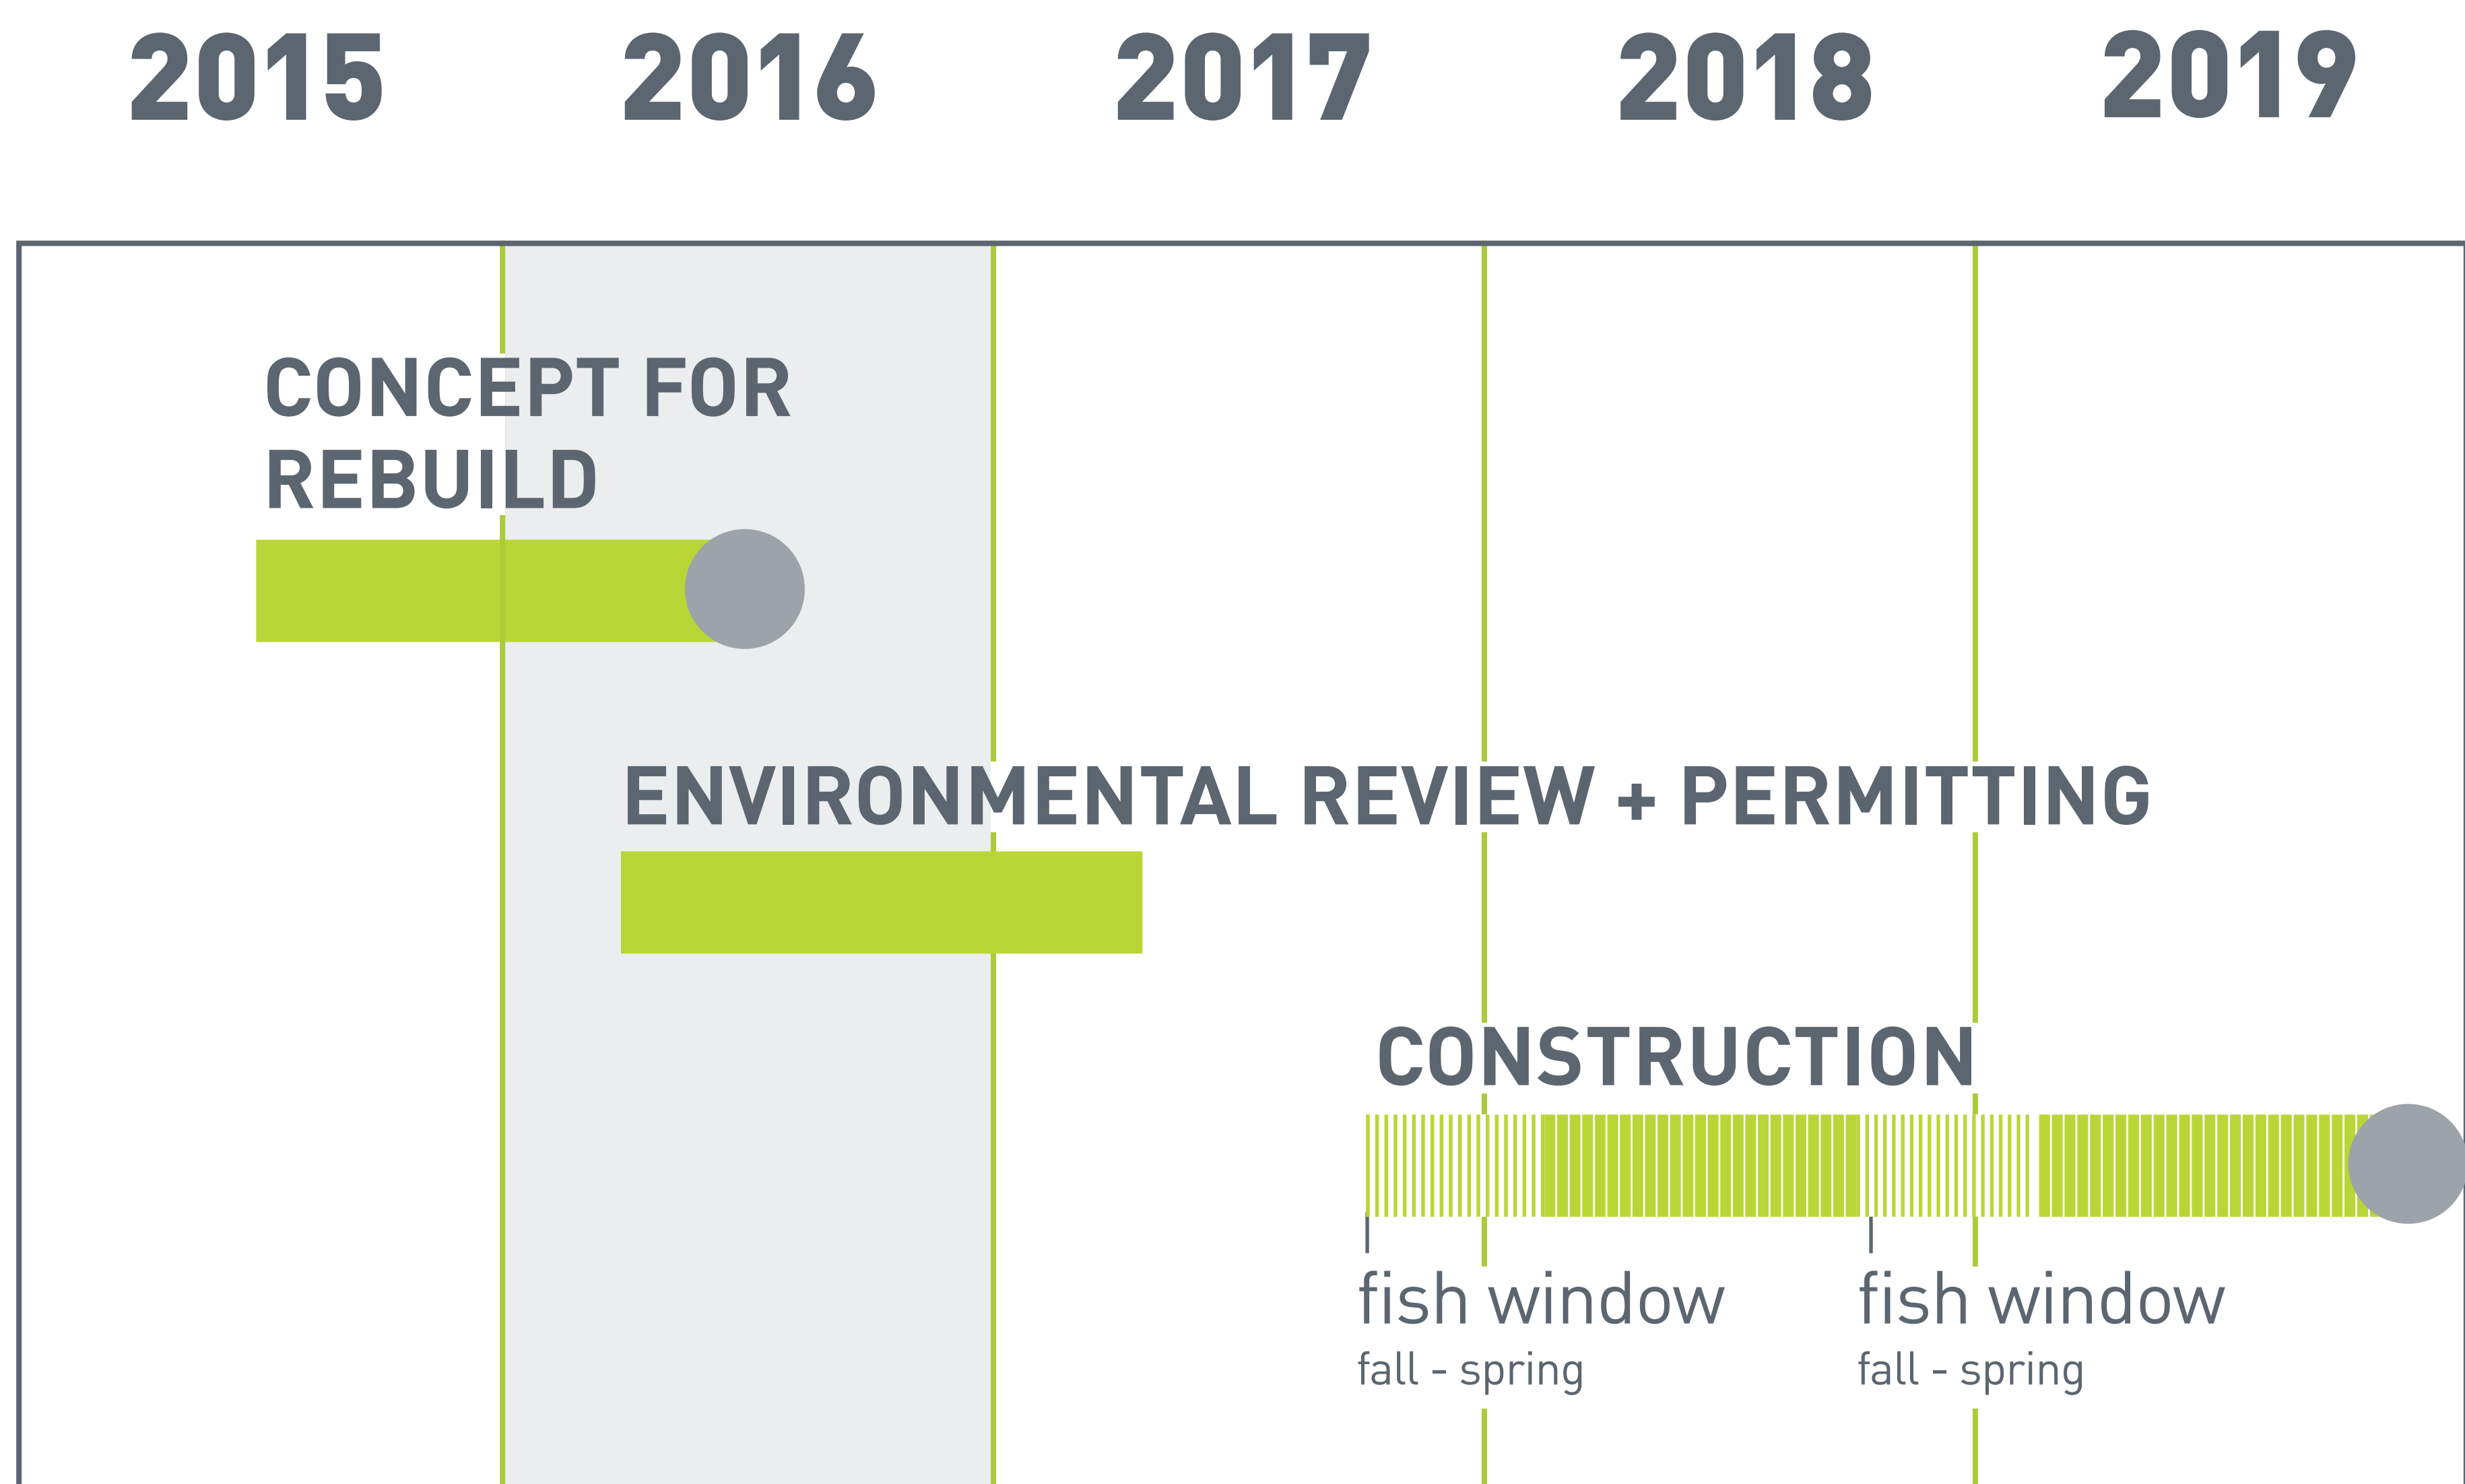 2015 2016 2017 2018 2019
CONCEPT FOR
REBUILD
ENVIRONMENTAL REVIEW + PERMITTING
CONSTRUCTION
fish window fish window
fall - spring fall - spring